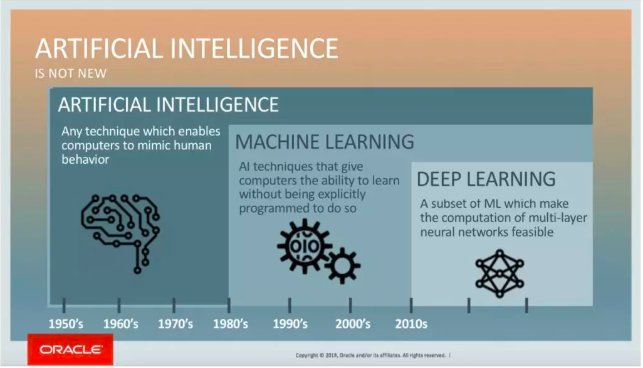 ARTIFICIAL INTELLIGENCE
IS NOT NEW
ARTIFICIAL INTELLIGENCE
Any technique which enables
computers to mimic human
behavior
MACHINE LEARNING
AI techniques that give
computers the ability to learn
without being explicitly
programmed to do so
DEEP LEARNING
A subset of ML which make
the computation of multi-layer
neural networks feasible
1950's 1960's 1970's 1980's 1990's 2000's 2010s
ORACLE
Copyright © 2019, Oracle and/or its affiliates. All rights reserved. |